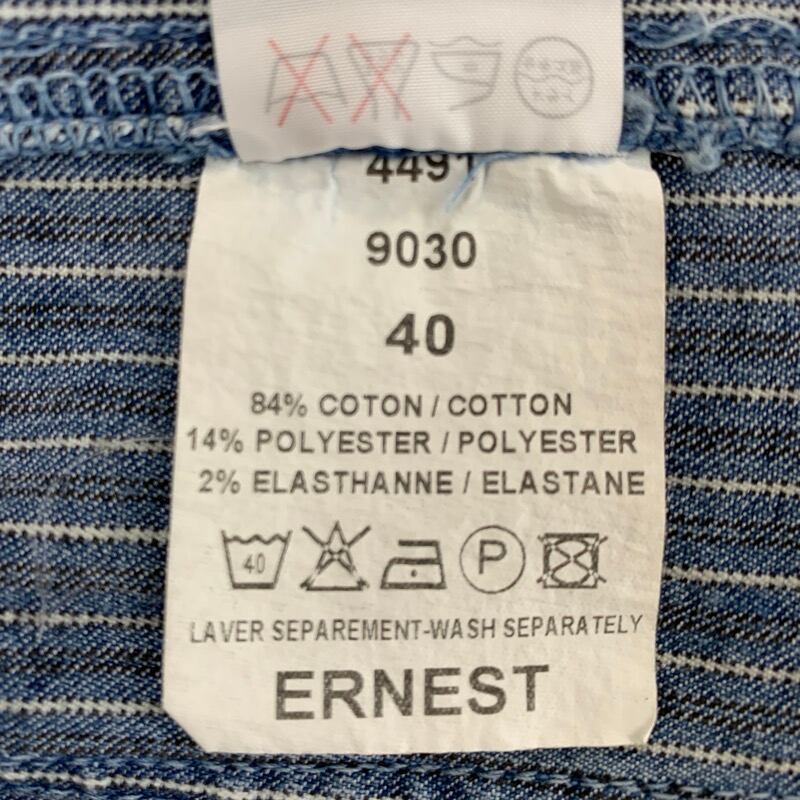 4491
9030
40
84% COTON / COTTON
14% POLYESTER / POLYESTER
2% ELASTHANNE / ELASTANE
40 P
LAVER SEPAREMENT-WASH SEPARATELY
ERNEST